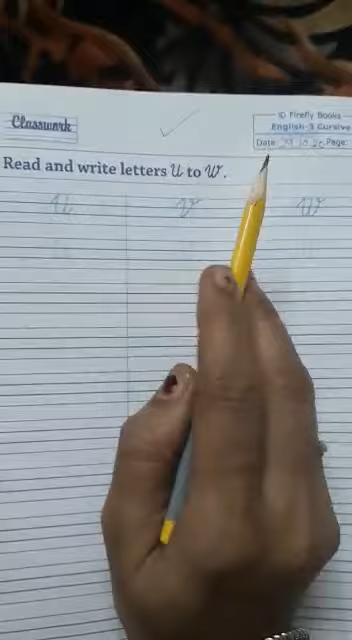 Classwork
© Firefly Books
English-3 Cursive
Date: Page:
Read and write letters U to W.
U V W